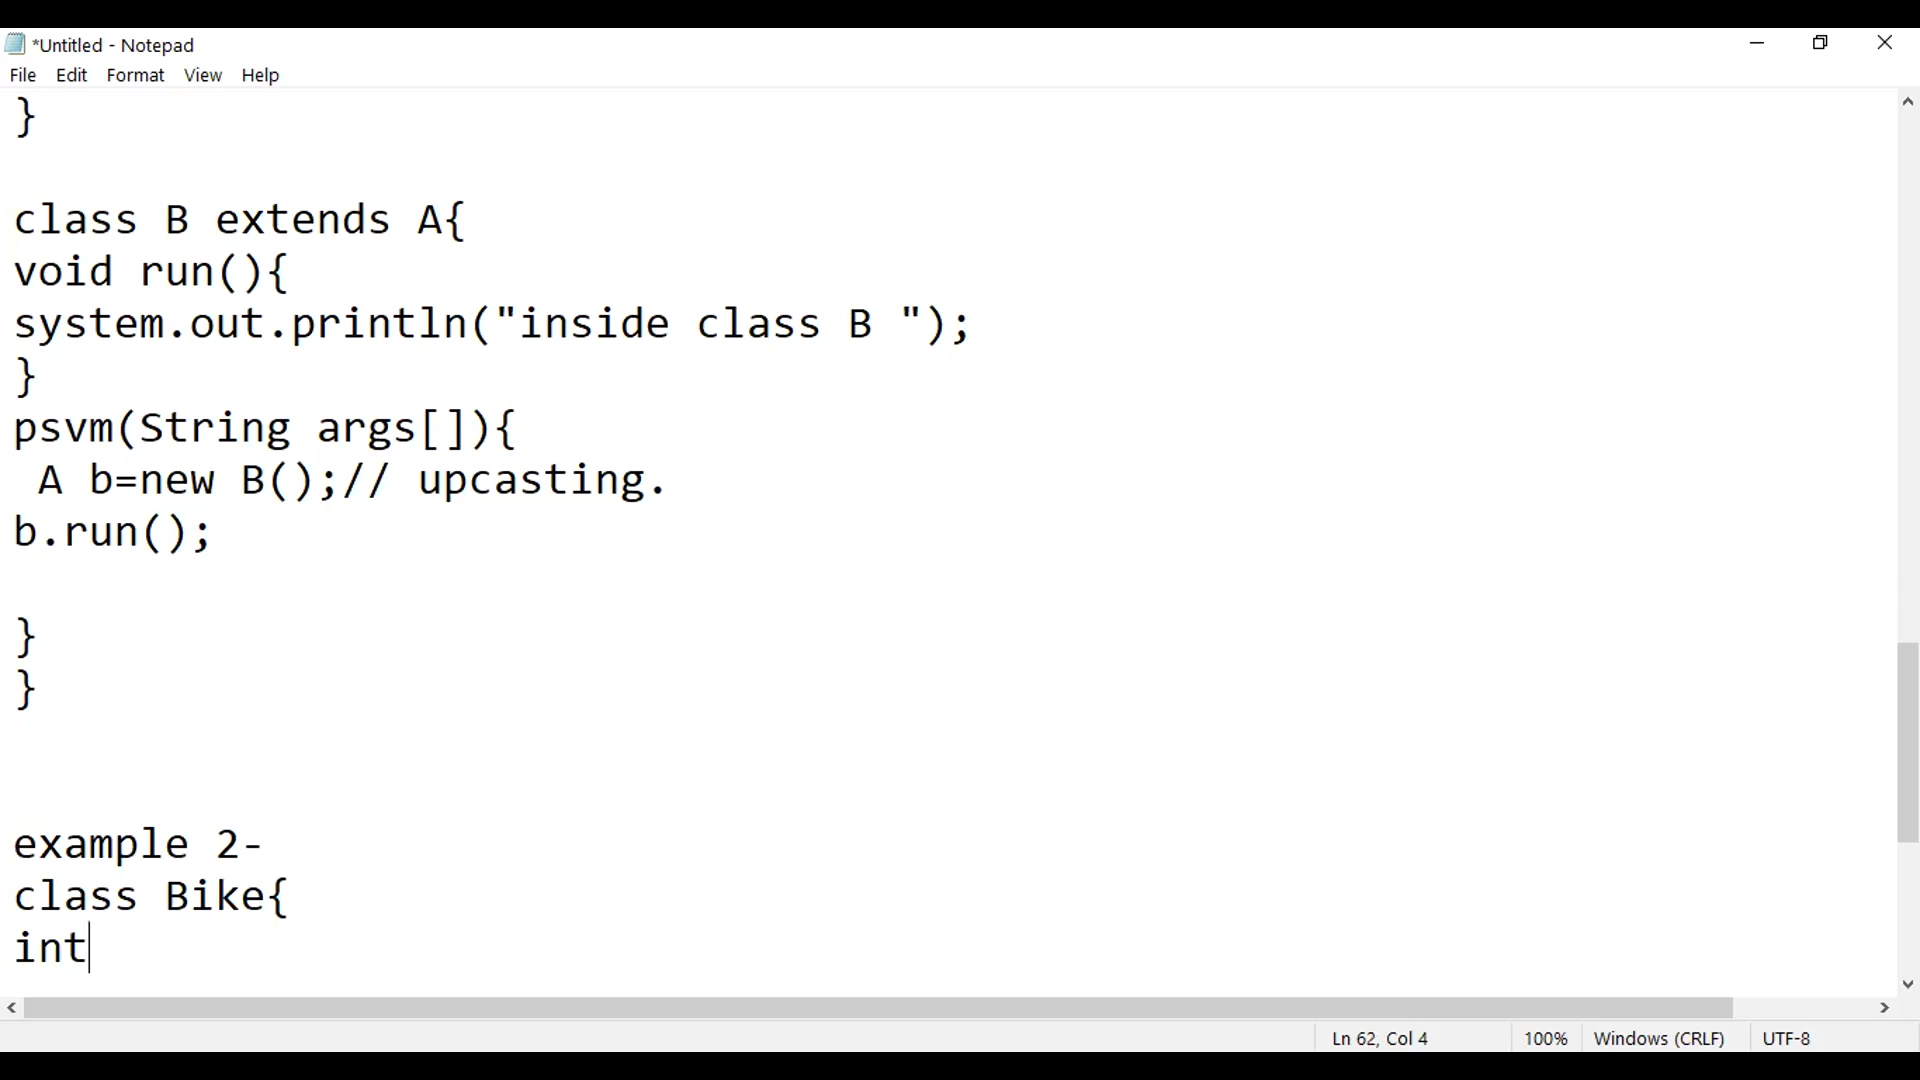 *Untitled - Notepad
File Edit Format View Help
}
class B extends A{
void run(){
system.out.println("inside class B ");
}
psvm(String args[]){
A b=new B();// upcasting.
b.run();
}
}
example 2-
class Bike{
int
Ln 62, Col 4 100% Windows (CRLF) UTF-8